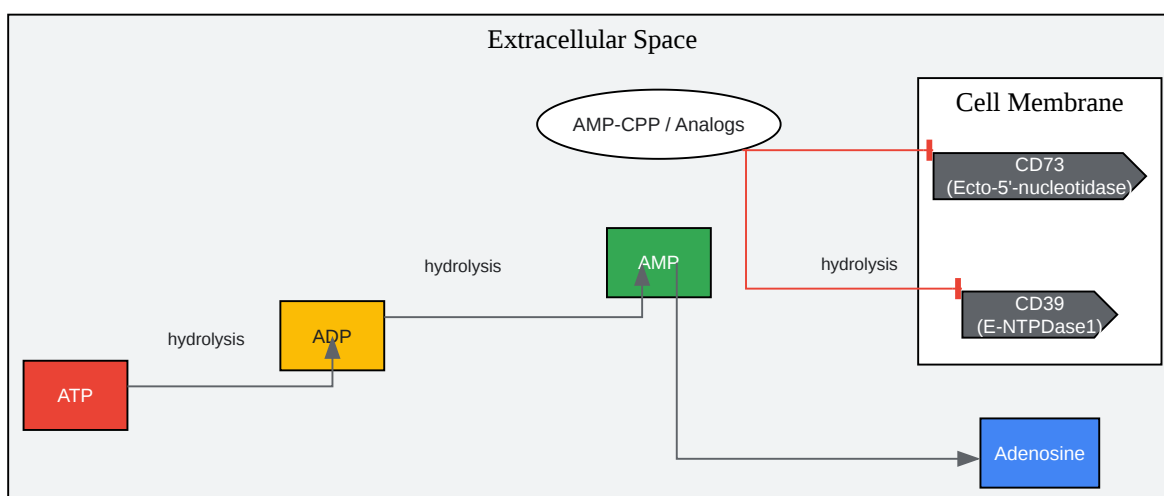 Extracellular Space
Cell Membrane
AMP-CPP / Analogs
CD73
(Ecto-5'-nucleotidase)
hydrolysis
AMP
hydrolysis
CD39
(E-NTPDase1)
hydrolysis
ADP
ATP
Adenosine